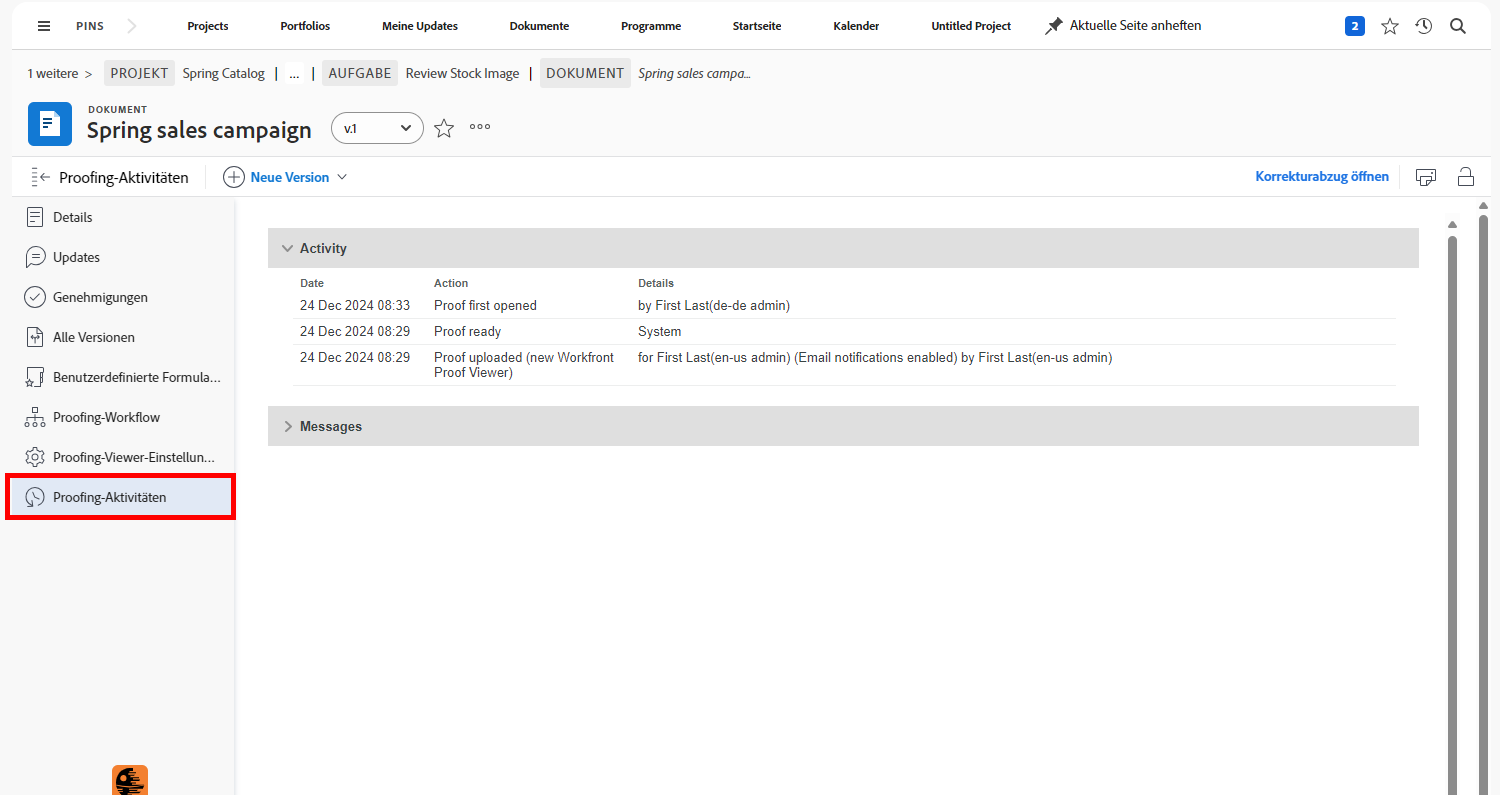 PINS Projects Portfolios Meine Updates Dokumente Programme Startseite Kalender Untitled Project Aktuelle Seite anheften 2
1 weitere > PROJEKT Spring Catalog | ... | AUFGABE Review Stock Image | DOKUMENT Spring sales campa...
DOKUMENT
Spring sales campaign v.1
Proofing-Aktivitäten Neue Version Korrekturabzug öffnen
Details
Updates
Genehmigungen
Alle Versionen
Benutzerdefinierte Formula...
Proofing-Workflow
Proofing-Viewer-Einstellun...
Proofing-Aktivitäten
Activity
Date Action Details
24 Dec 2024 08:33 Proof first opened by First Last(de-de admin)
24 Dec 2024 08:29 Proof ready System
24 Dec 2024 08:29 Proof uploaded (new Workfront for First Last(en-us admin) (Email notifications enabled) by First Last(en-us admin)
Proof Viewer)
Messages